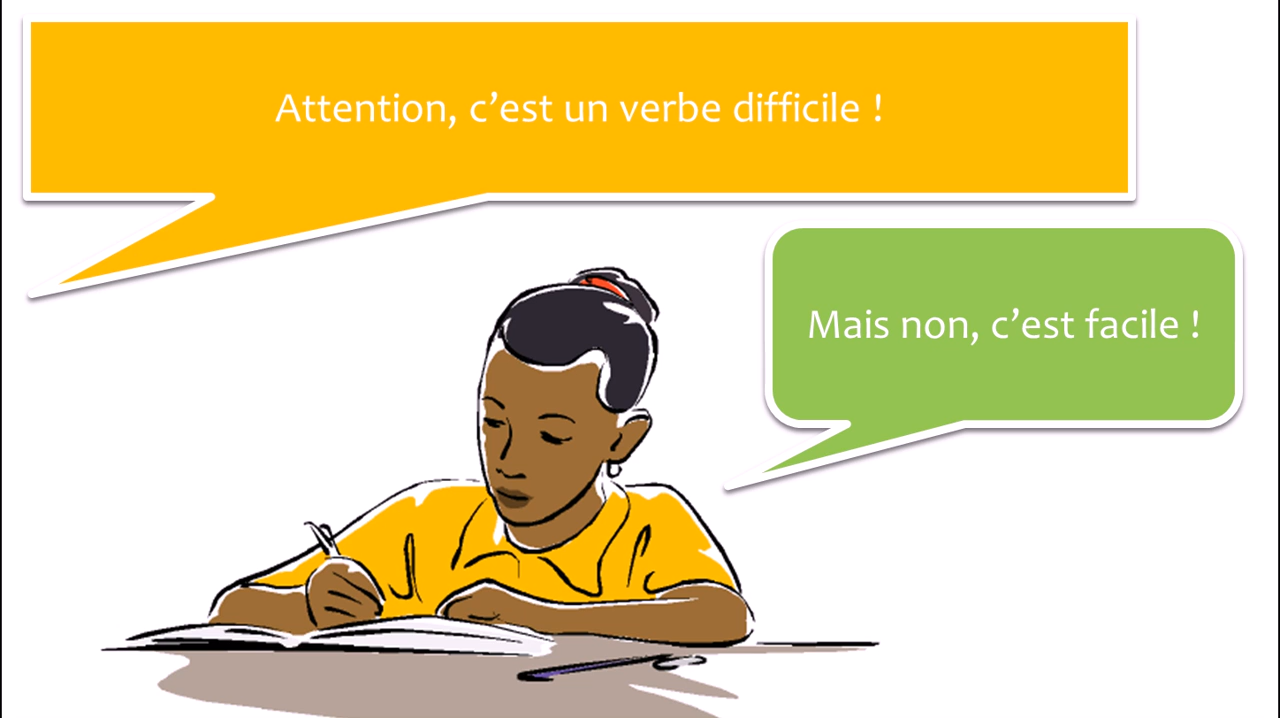 Attention, c’est un verbe difficile !
Mais non, c’est facile !